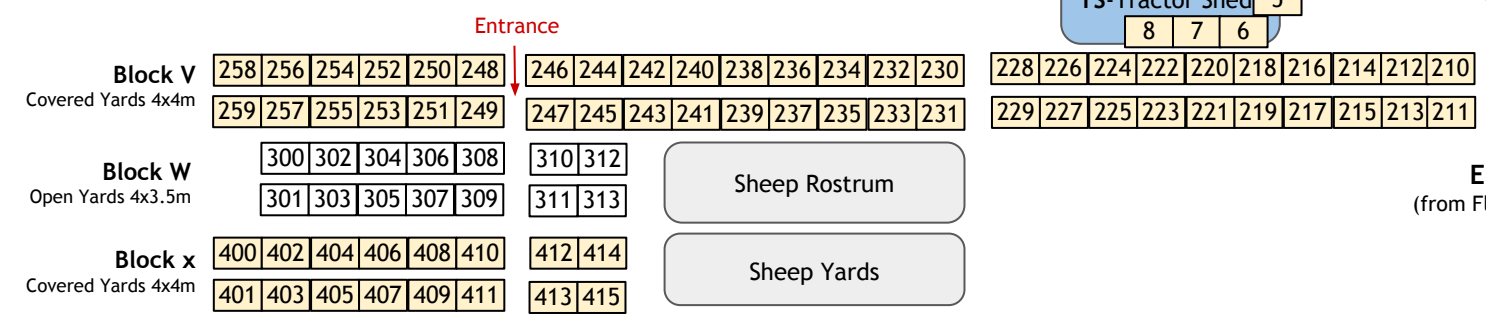 TS-Tractor Shed 5
8 7 6
Entrance
Block V
Covered Yards 4x4m
258 256 254 252 250 248 246 244 242 240 238 236 234 232 230 228 226 224 222 220 218 216 214 212 210
259 257 255 253 251 249 247 245 243 241 239 237 235 233 231 229 227 225 223 221 219 217 215 213 211
Block W
Open Yards 4x3.5m
300 302 304 306 308 310 312
301 303 305 307 309 311 313
Sheep Rostrum
E
(from Fl
Block x
Covered Yards 4x4m
400 402 404 406 408 410 412 414
401 403 405 407 409 411 413 415
Sheep Yards